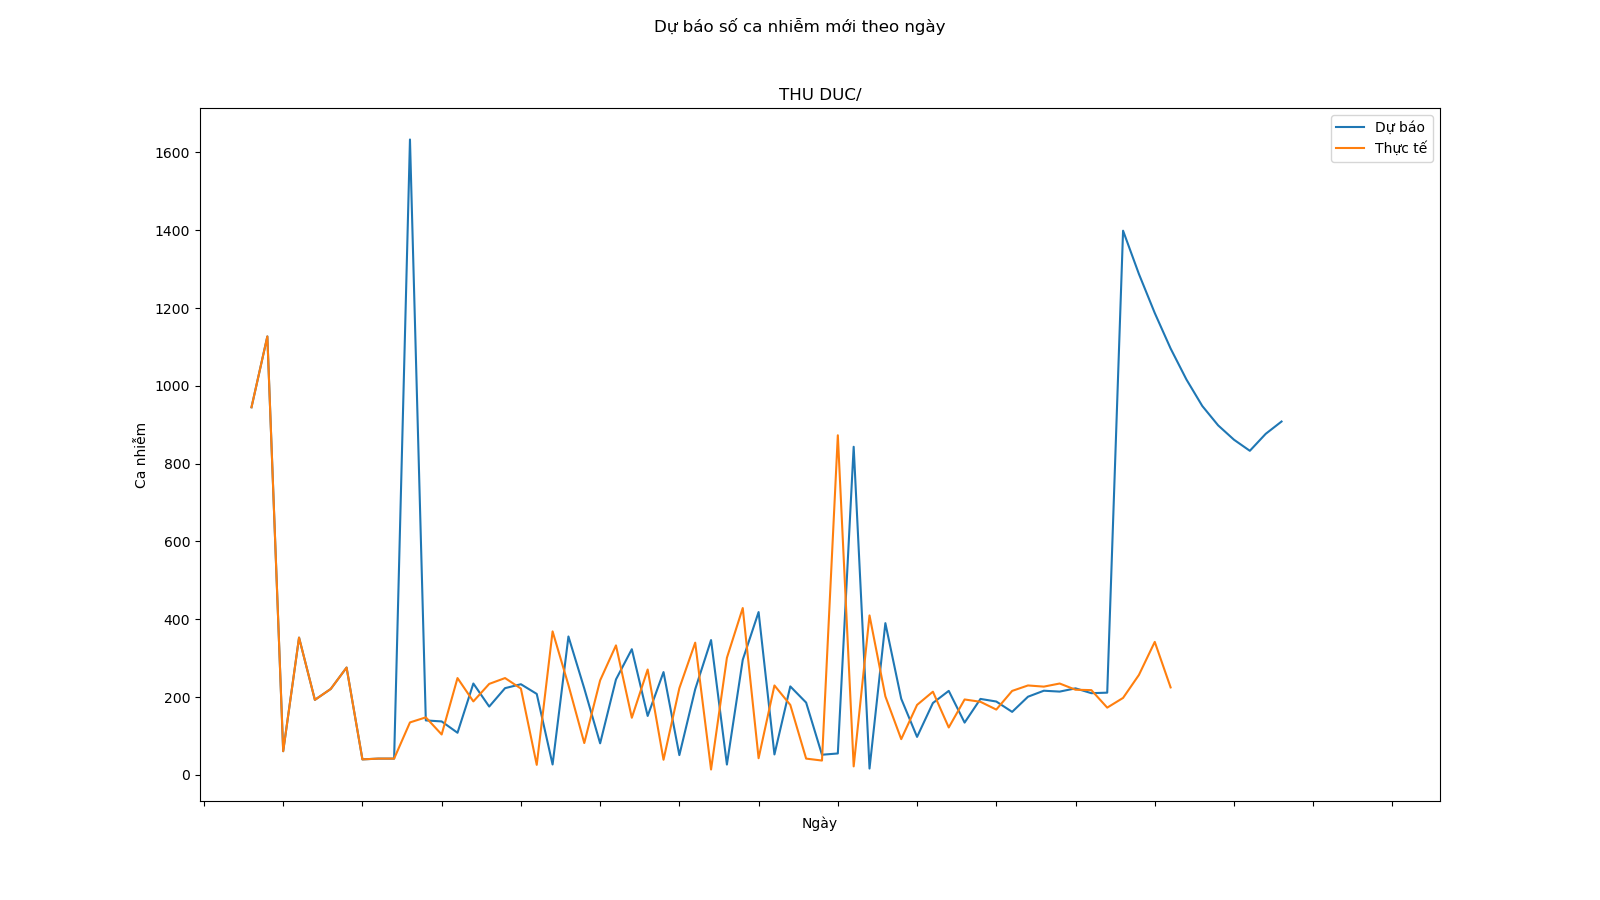 Dự báo số ca nhiễm mới theo ngày
THU DUC/
Dự báo
Thực tế
1600
1400
1200
1000
800
600
400
200
0
Ca nhiễm
Ngày